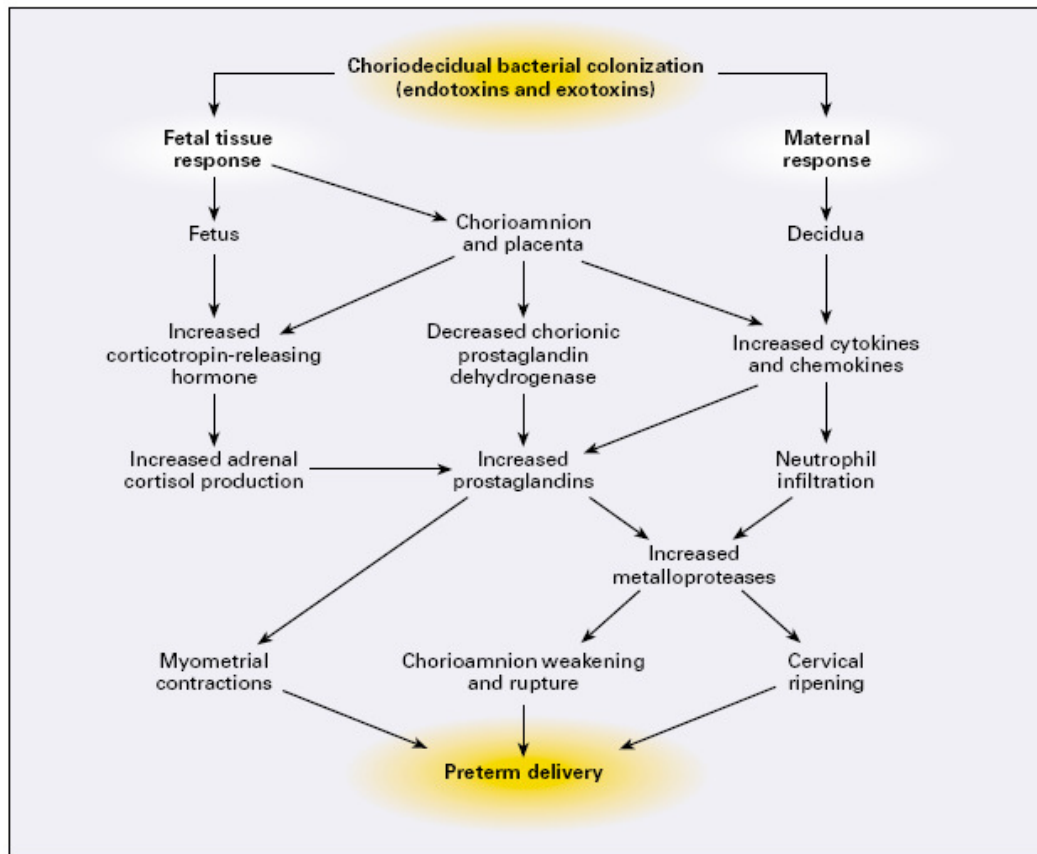 Choriodecidual bacterial colonization
(endotoxins and exotoxins)
Fetal tissue
response
Maternal
response
Fetus
Chorioamnion
and placenta
Decidua
Increased
corticotropin-releasing
hormone
Decreased chorionic
prostaglandin
dehydrogenase
Increased cytokines
and chemokines
Increased adrenal
cortisol production
Increased
prostaglandins
Neutrophil
infiltration
Increased
metalloproteases
Myometrial
contractions
Chorioamnion weakening
and rupture
Cervical
ripening
Preterm delivery